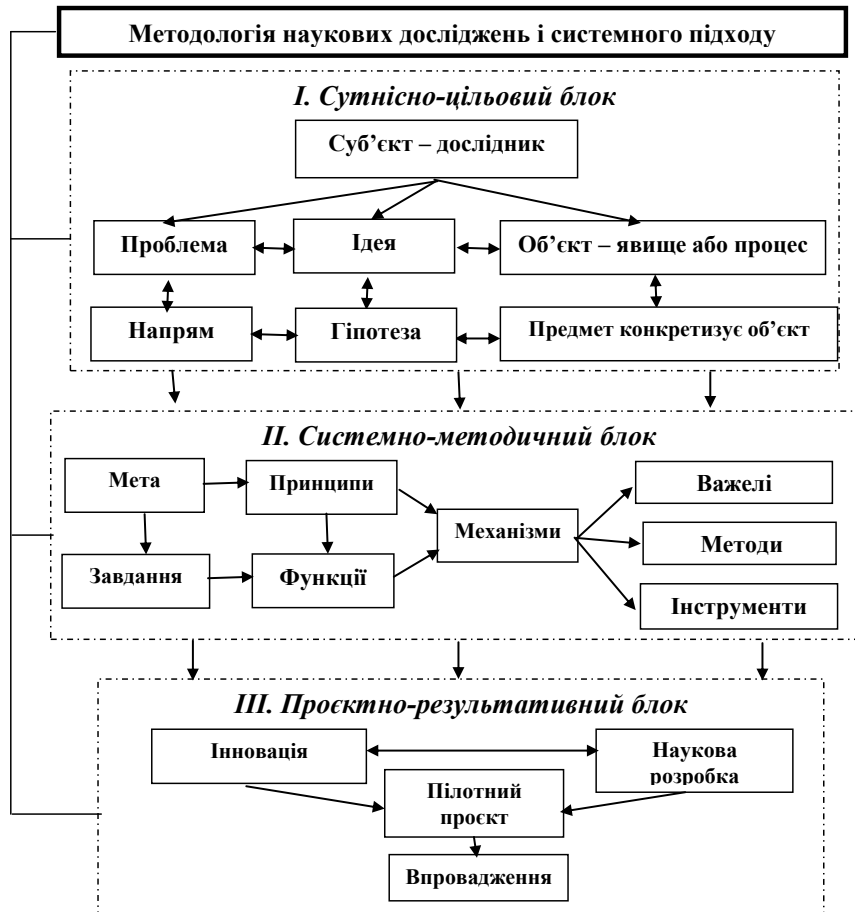 Методологія наукових досліджень і системного підходу
І. Сутнісно-цільовий блок
Суб’єкт – дослідник
Проблема
Ідея
Об’єкт – явище або процес
Напрям
Гіпотеза
Предмет конкретизує об’єкт
ІІ. Системно-методичний блок
Мета
Принципи
Важелі
Механізми
Методи
Завдання
Функції
Інструменти
ІІІ. Проєктно-результативний блок
Інновація
Наукова
розробка
Пілотний
проєкт
Впровадження